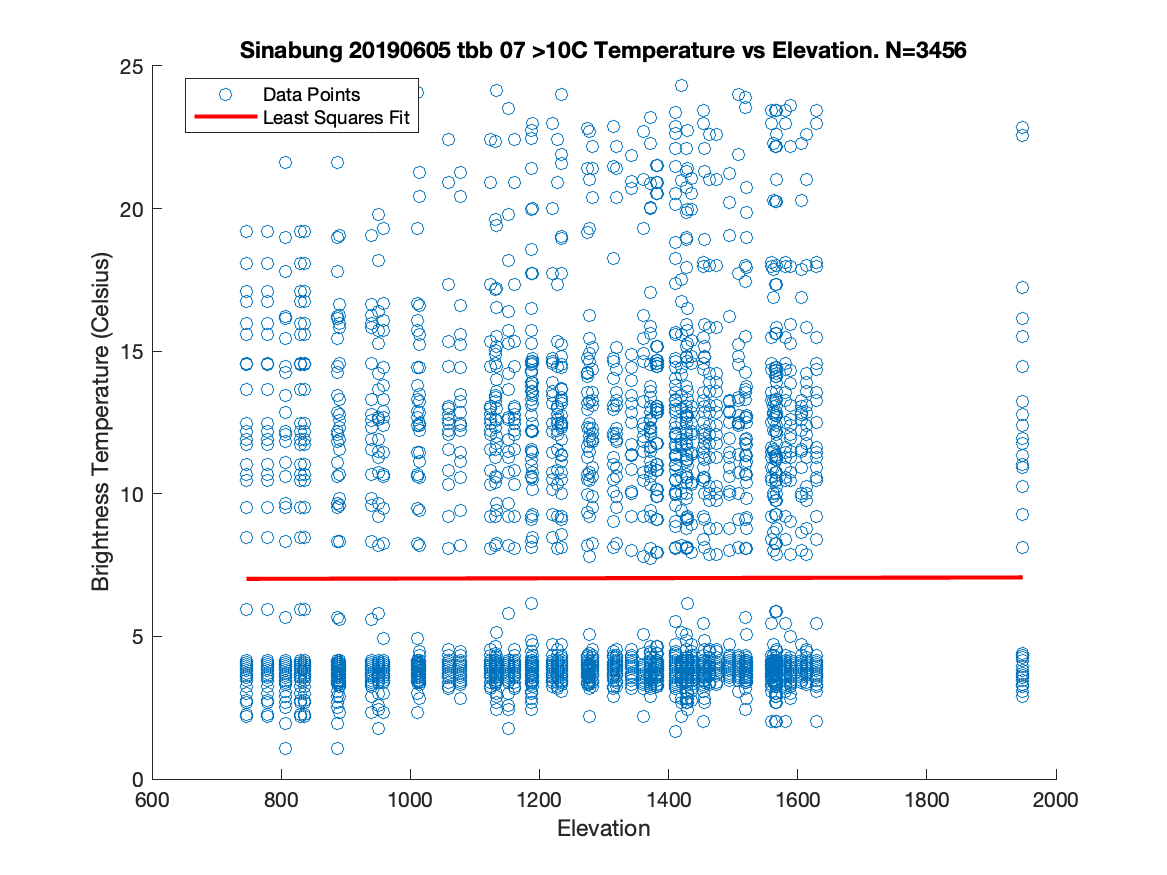 Sinabung 20190605 tbb 07 >10C Temperature vs Elevation. N=3456
Data Points
Least Squares Fit
Brightness Temperature (Celsius)
25
20
15
10
5
0
600 800 1000 1200 1400 1600 1800 2000
Elevation